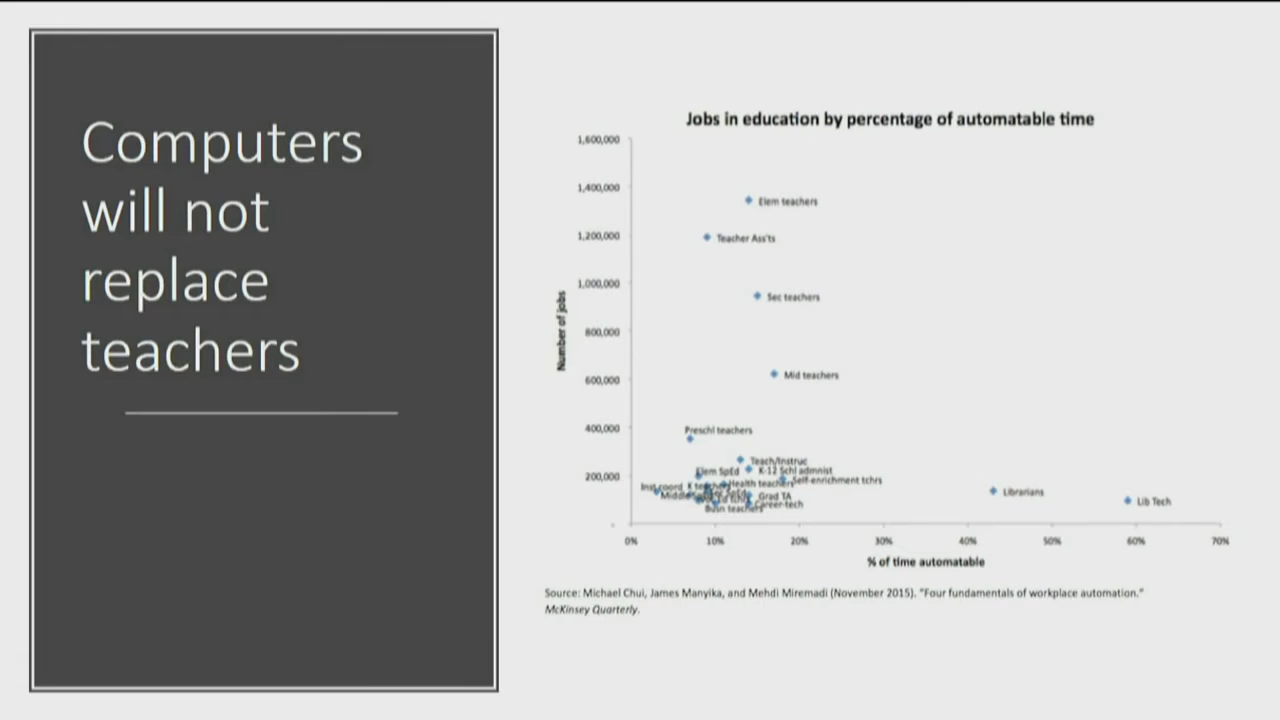 Computers
will not
replace
teachers
Jobs in education by percentage of automatable time
1,600,000
1,400,000
1,200,000
1,000,000
800,000
600,000
400,000
200,000
-
Number of jobs
Elem teachers
Teacher Ass'ts
Sec teachers
Mid teachers
Preschl teachers
Teach/Instruc
Elem SpEd
K-12 Schl admnist
Health teachers
Self-enrichment tchrs
Inst coord
Middle
Grad TA
Career-tech
Busn teachers
Librarians
Lib Tech
0%
10%
20%
30%
40%
50%
60%
70%
% of time automatable
Source: Michael Chui, James Manyika, and Mehdi Miremadi (November 2015). "Four fundamentals of workplace automation."
McKinsey Quarterly.